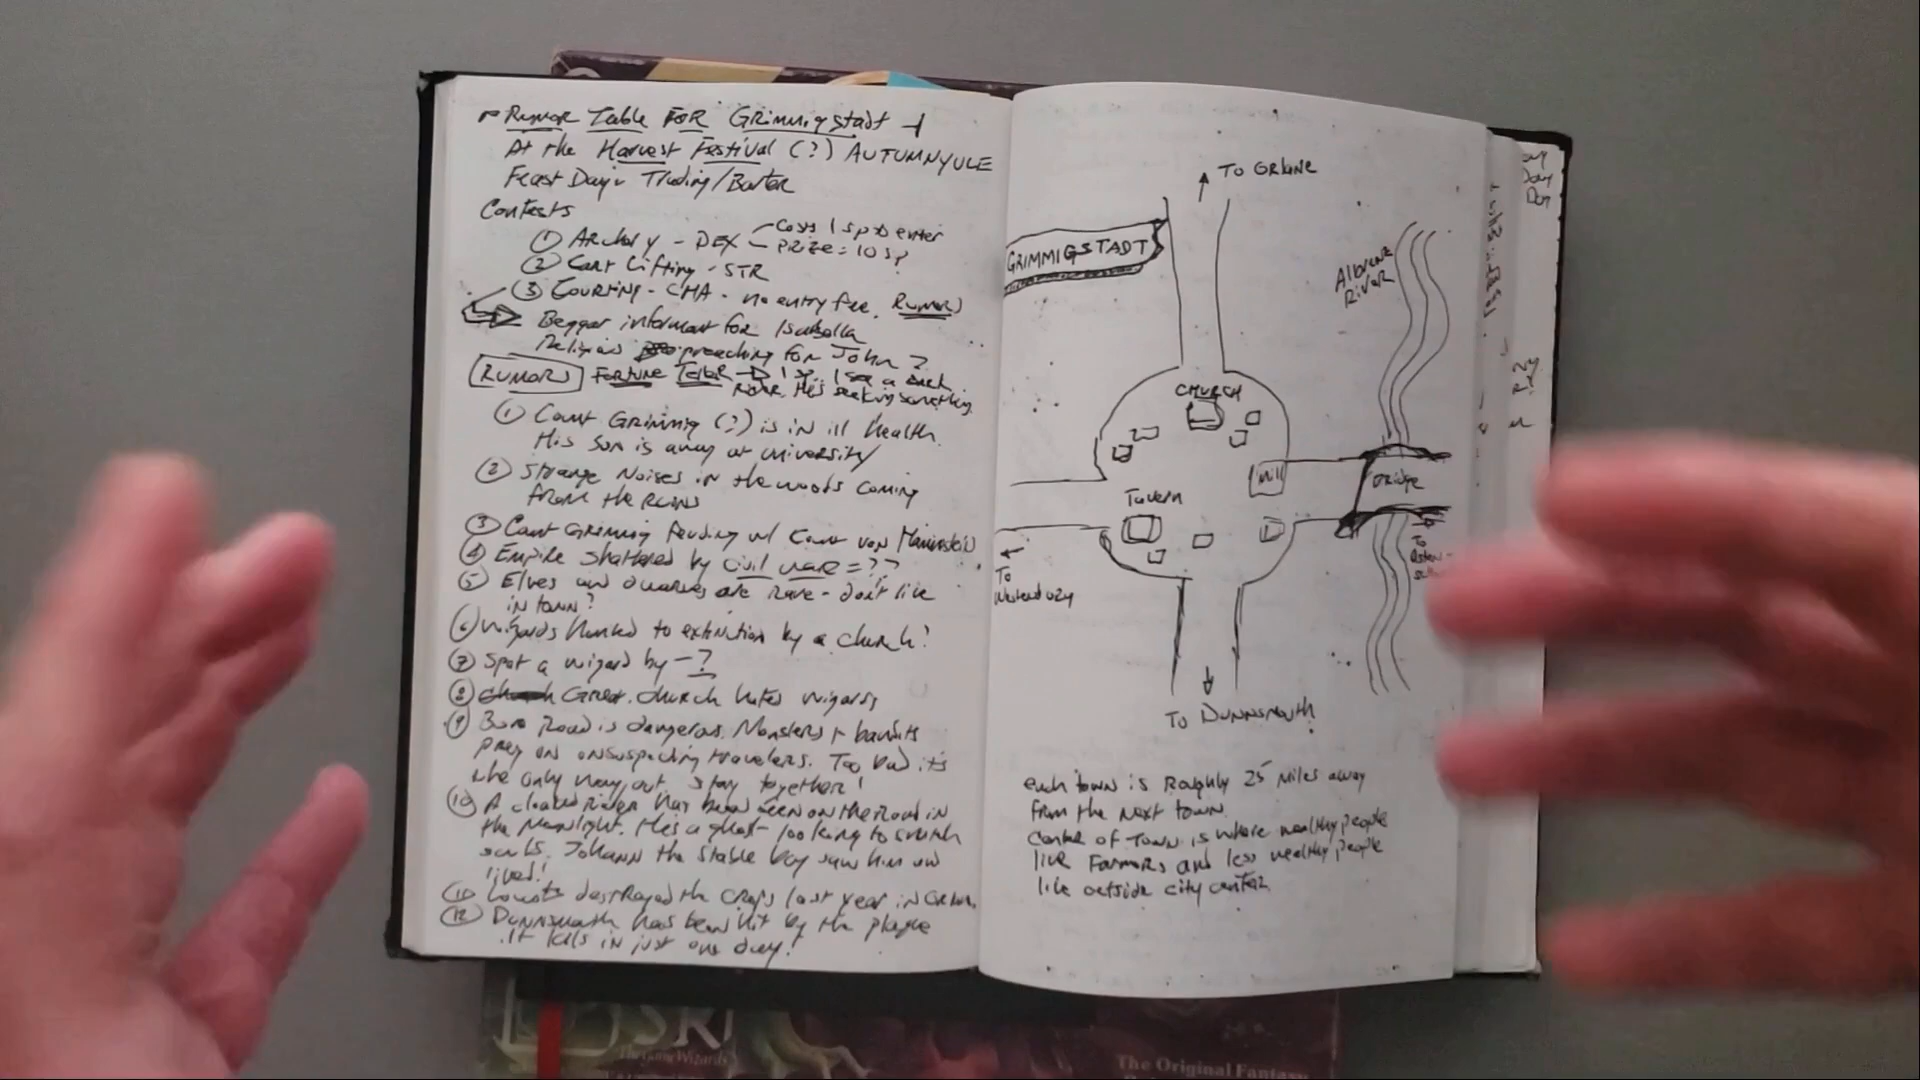 Rumor Table FOR Grimmigstadt
At the Harvest Festival (?) AUTUMNYULE
Feast Day: Trading/Barter
Contests
① Archery - DEX
Costs 1 sp to enter
prize = 10 sp
② Cart Lifting - STR
③ Courting - CHA - no entry fee. Rumors
Beggar informant for Isabella
Religious preaching for John ?
RUMORS Fortune Teller → 1 sp. I see a dark
rider. He's seeking something.
① Count Grimmig (?) is in ill health.
His son is away at university
② Strange Noises in the woods coming
from the ruins
③ Count Grimmig feuding w/ Count von
④ Empire shattered by civil war = ??
⑤ Elves and dwarves are rare - don't live
in town?
⑥ Wizards hunted to extinction by a church?
⑦ Spot a wizard by - ?
⑧ Great church hates wizards
⑨ Road is dangerous. Monsters + bandits
prey on unsuspecting travelers. Too bad it's
the only way out. Stay together!
⑩ A cloaked rider has been seen on the road in
the moonlight. He's a ghost - looking to snatch
souls. Johann the stable boy saw him and
lived!
⑪ Locusts destroyed the crops last year in
⑫ Dunnsmouth has been hit by the plague
. It kills in just one day!
TO
GRIMMIGSTADT
River
CHURCH
Mill
Bridge
Tavern
To
To
TO DUNNSMOUTH
each town is roughly 25 miles away
from the next town.
Center of Town is where wealthy people
live Farmers and less wealthy people
live outside city center.
The Game Wizards
The Original Fantasy